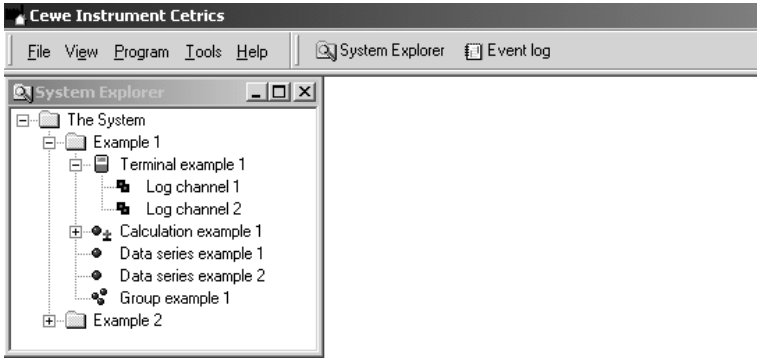 Cewe Instrument Cetrics
File View Program Tools Help System Explorer Event log
System Explorer
The System
Example 1
Terminal example 1
Log channel 1
Log channel 2
Calculation example 1
Data series example 1
Data series example 2
Group example 1
Example 2